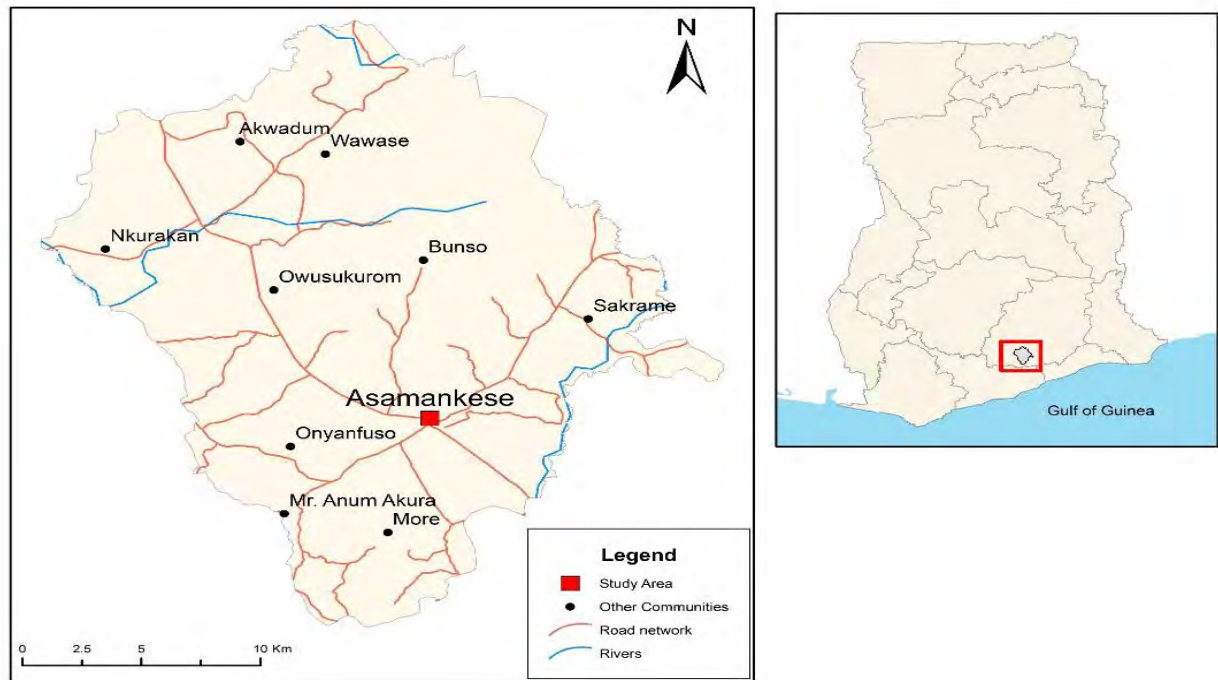 N
Akwadum
Wawase
Nkurakan
Bunso
Owusukurom
Sakrame
Asamankese
Onyanfuso
Mr. Anum Akura
More
Legend
Study Area
Other Communities
Road network
Rivers
0 2.5 5 10 Km
Gulf of Guinea